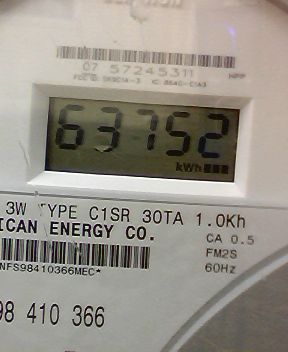 07 57245311
63752
kWh
3W TYPE C1SR 30TA 1.0Kh
ICAN ENERGY CO.
CA 0.5
FM2S
NFS98410366MEC*
60Hz
98 410 366